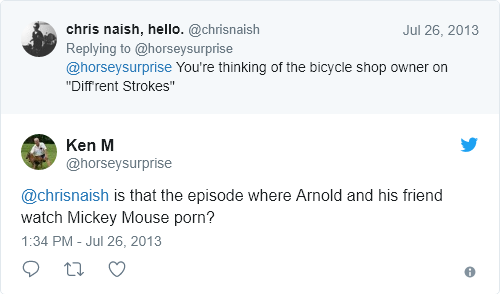 chris naish, hello. @chrisnaish Jul 26, 2013
Replying to @horseysurprise
@horseysurprise You're thinking of the bicycle shop owner on
"Diff'rent Strokes"
Ken M
@horseysurprise
@chrisnaish is that the episode where Arnold and his friend
watch Mickey Mouse porn?
1:34 PM - Jul 26, 2013